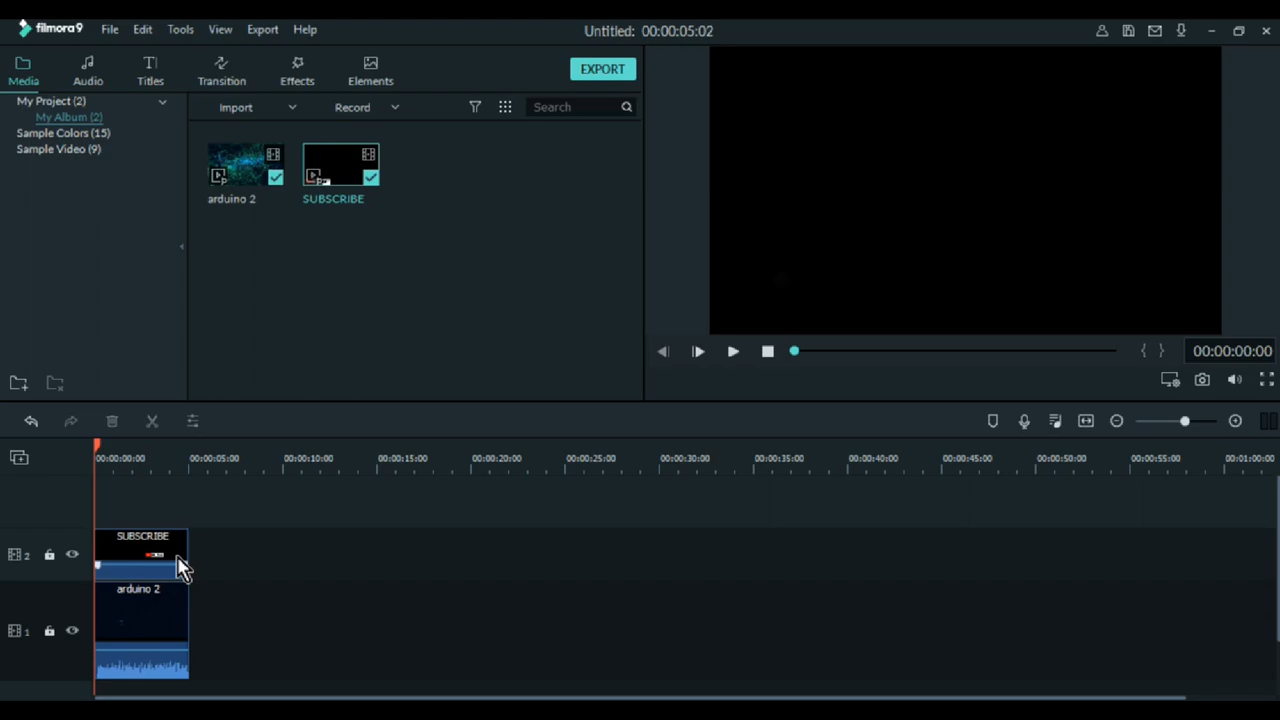 filmora9 File Edit Tools View Export Help Untitled: 00:00:05:02
Media Audio Titles Transition Effects Elements EXPORT
My Project (2)
My Album (2)
Sample Colors (15)
Sample Video (9)
Import Record Search
arduino 2 SUBSCRIBE
00:00:00:00
00:00:00:00 00:00:05:00 00:00:10:00 00:00:15:00 00:00:20:00 00:00:25:00 00:00:30:00 00:00:35:00 00:00:40:00 00:00:45:00 00:00:50:00 00:00:55:00 00:01:00:00
2 SUBSCRIBE
arduino 2
1